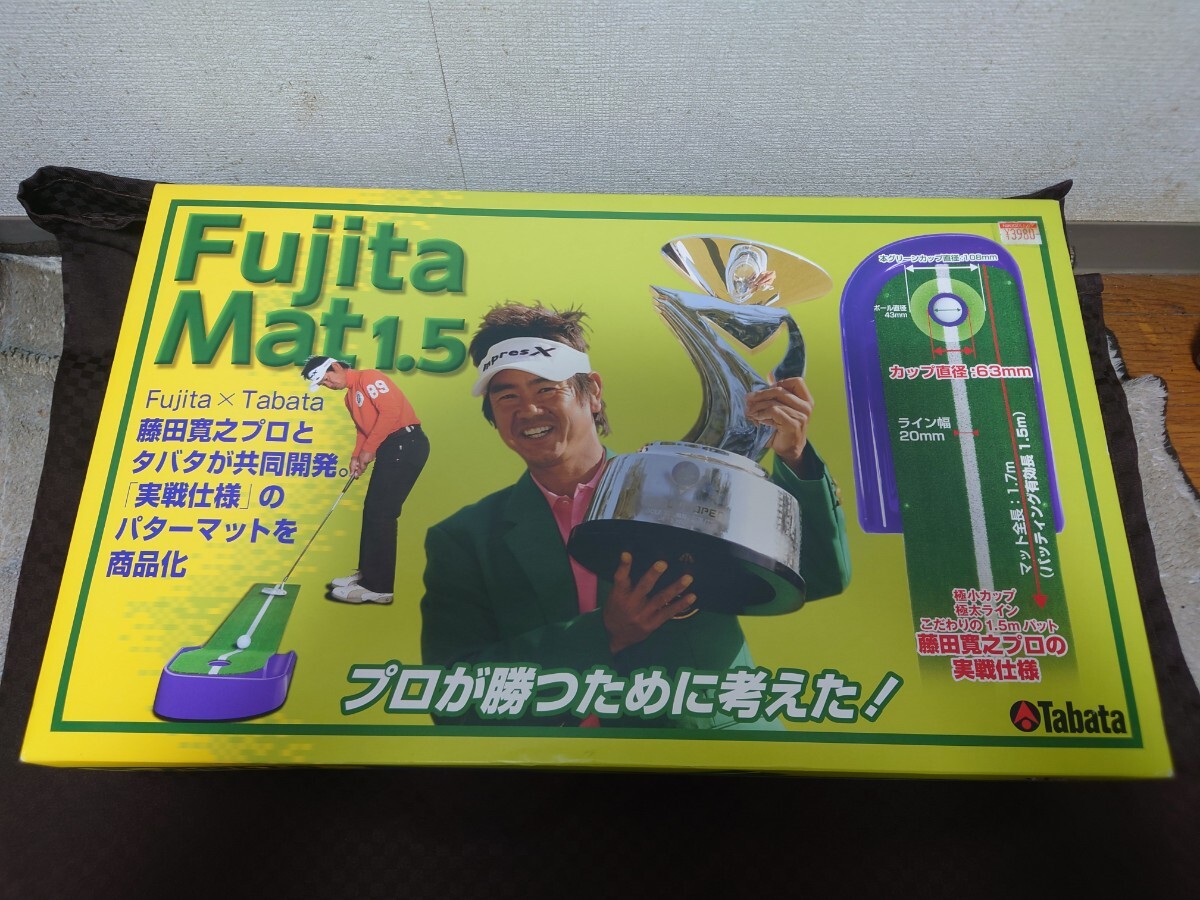 Fujita
Mat 1.5
Fujita × Tabata
藤田寛之プロと
タバタが共同開発。
「実戦仕様」の
パターマットを
商品化
89
impresX
JPE
プロが勝つために考えた!
¥3980
本グリーンカップ直径:108mm
ボール直径
43mm
カップ直径:63mm
ライン幅
20mm
マット全長:1.7m
(パッティング有効長1.5m)
極小カップ
極太ライン
こだわりの1.5mパット
藤田寛之プロの
実戦仕様
Tabata